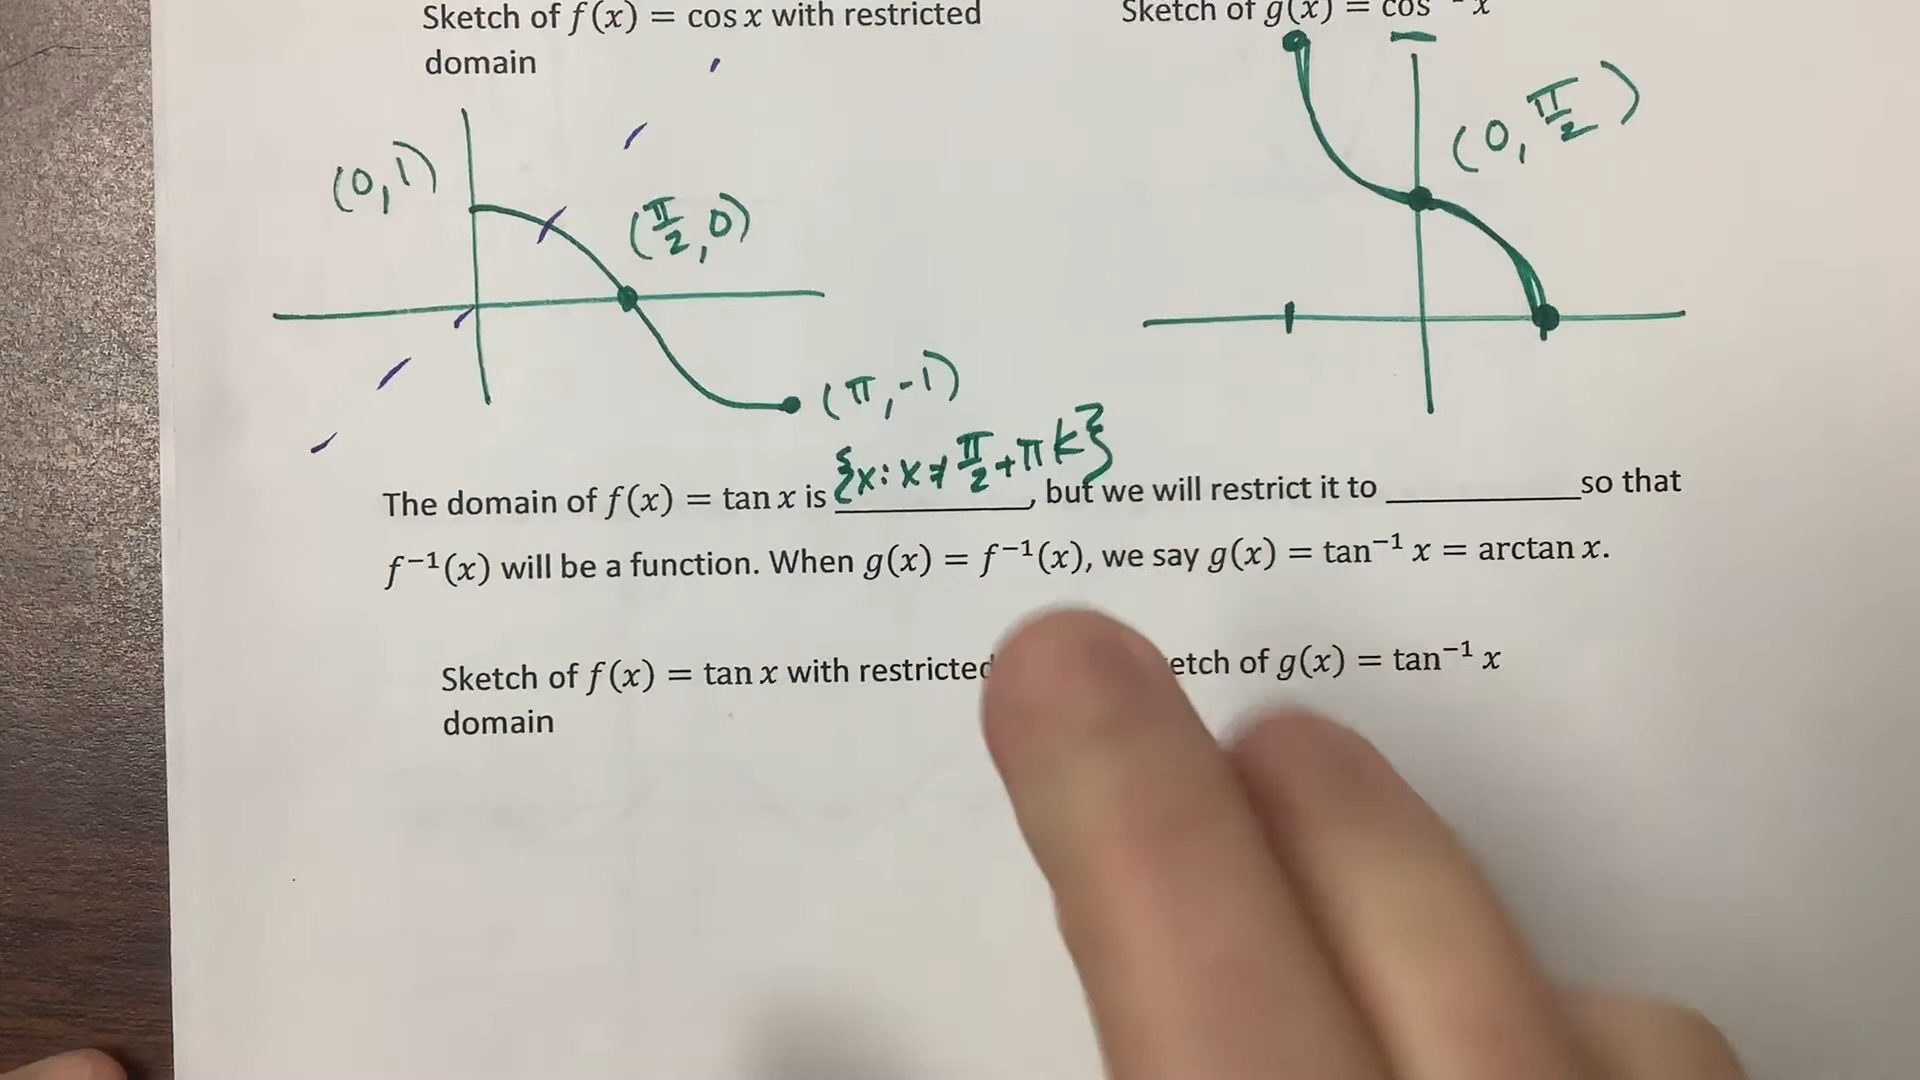 Sketch of f(x) = cos x with restricted
domain
Sketch of g(x) = cos⁻¹ x
(0,1)
(π/2,0)
(π,-1)
(0, π/2)
The domain of f(x) = tan x is {x: x ≠ π/2 + πk}, but we will restrict it to __________ so that
f⁻¹(x) will be a function. When g(x) = f⁻¹(x), we say g(x) = tan⁻¹ x = arctan x.
Sketch of f(x) = tan x with restricted
domain
etch of g(x) = tan⁻¹ x